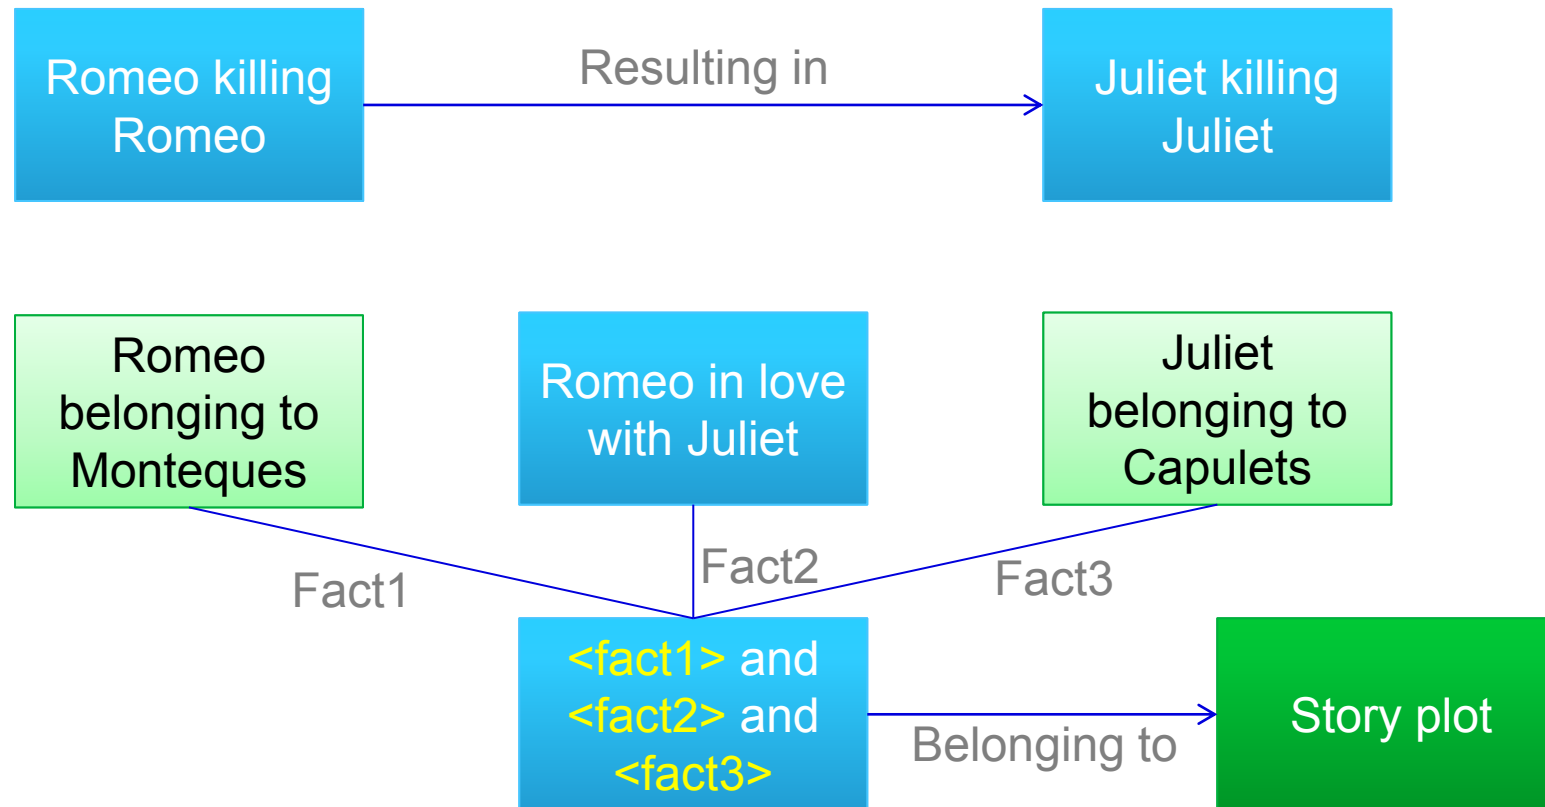 Romeo killing
Romeo
Resulting in
Juliet killing
Juliet
Romeo
belonging to
Monteques
Romeo in love
with Juliet
Juliet
belonging to
Capulets
Fact1
Fact2
Fact3
<fact1> and
<fact2> and
<fact3>
Belonging to
Story plot